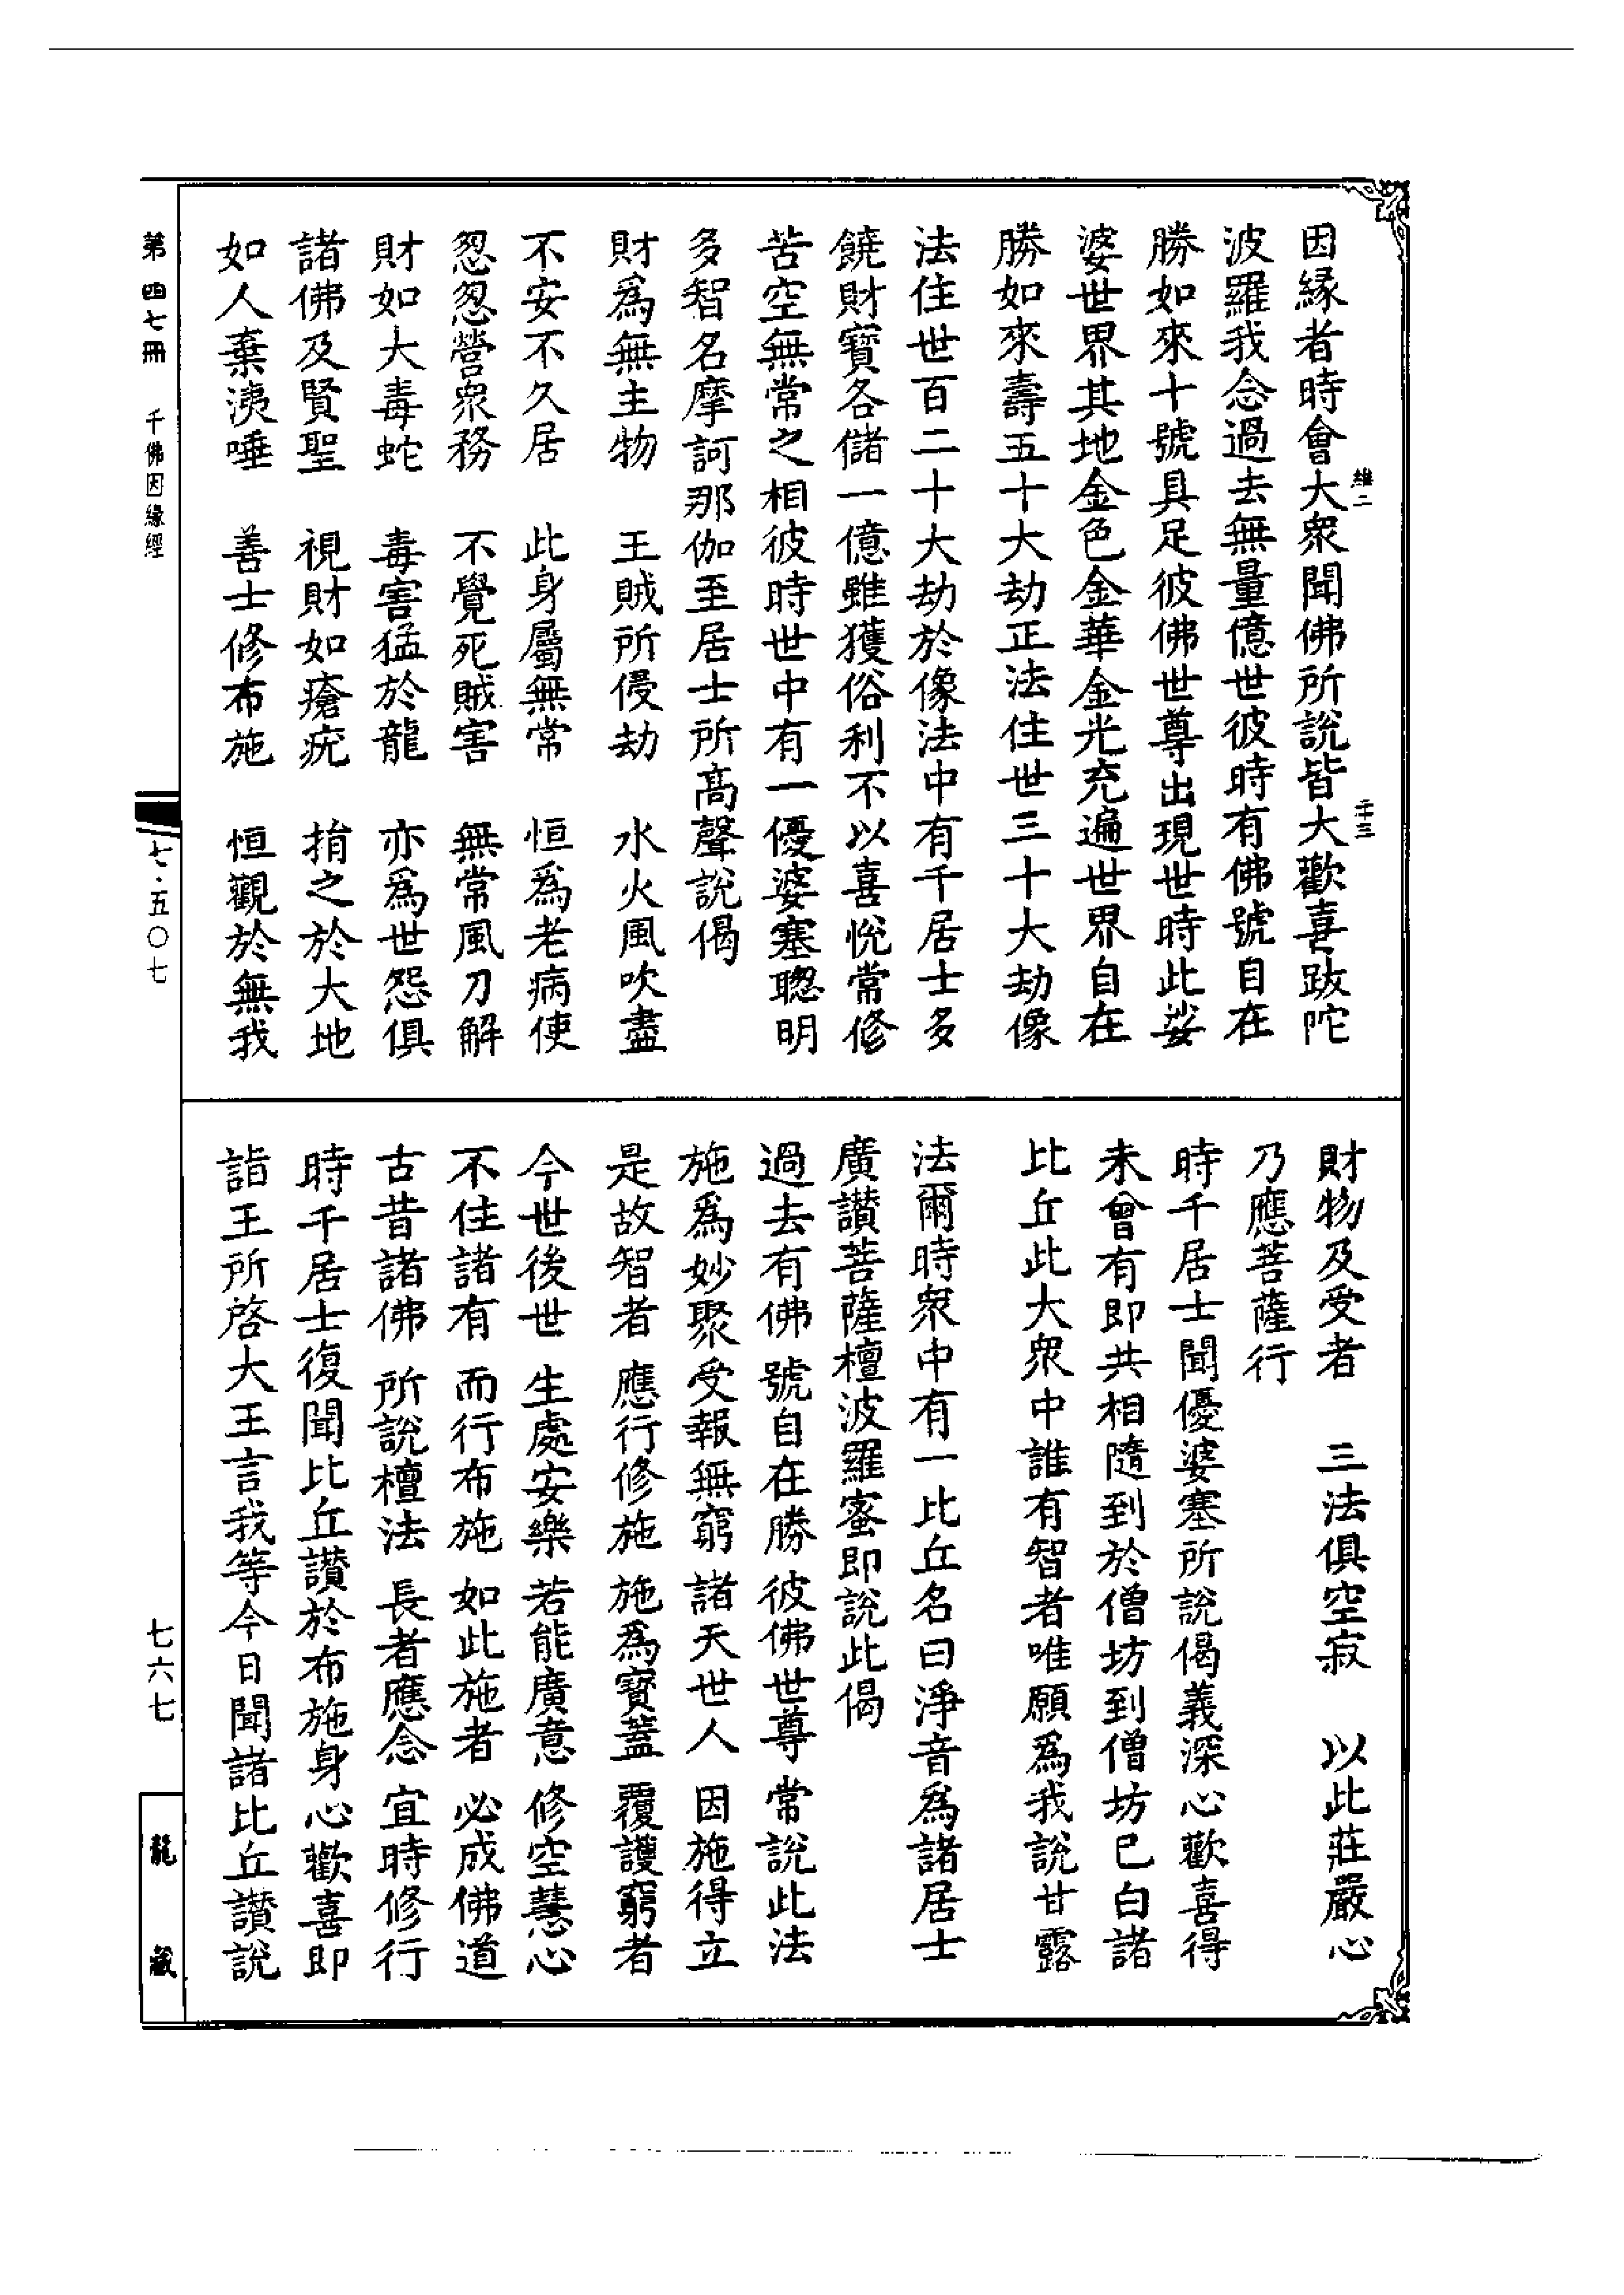 因縁者時會大衆聞佛所說皆大歡喜跋陀
波羅我念過去無量億世彼時有佛號自在
勝如來十號具足彼佛世尊出現世時此娑
婆世界其地金色金華金光充遍世界自在
勝如來壽五十大劫正法住世三十大劫像
法住世百二十大劫於像法中有千居士多
饒財寶各儲一億雖獲俗利不以喜悅常修
苦空無常之相彼時世中有一優婆塞聰明
多智名摩訶那伽至居士所高聲說偈
財爲無主物　王賊所侵劫　水火風吹盡
不安不久居　此身屬無常　恒爲老病使
怱怱營衆務　不覺死賊害　無常風刀解
財如大毒蛇　毒害猛於龍　亦爲世怨俱
諸佛及賢聖　視財如瘡疣　捐之於大地
如人棄洟唾　善士修布施　恒觀於無我
財物及受者　三法俱空寂　以此莊嚴心
乃應菩薩行
時千居士聞優婆塞所說偈義深心歡喜得
未曾有即共相隨到於僧坊到僧坊已白諸
比丘此大衆中誰有智者唯願爲我說甘露
法爾時衆中有一比丘名曰淨音爲諸居士
廣讃菩薩檀波羅蜜即說此偈
過去有佛　號自在勝　彼佛世尊　常說此法
施爲妙聚　受報無窮　諸天世人　因施得立
是故智者　應行修施　施爲寶蓋　覆護窮者
今世後世　生處安樂　若能廣意　修空慧心
不住諸有　而行布施　如此施者　必成佛道
古昔諸佛　所說檀法　長者應念　宜時修行
時千居士復聞比丘讃於布施身心歡喜即
詣王所啓大王言我等今日聞諸比丘讃說
維二
二十三
第四七冊　千佛因緣經
七·五〇七
七六七
龍藏